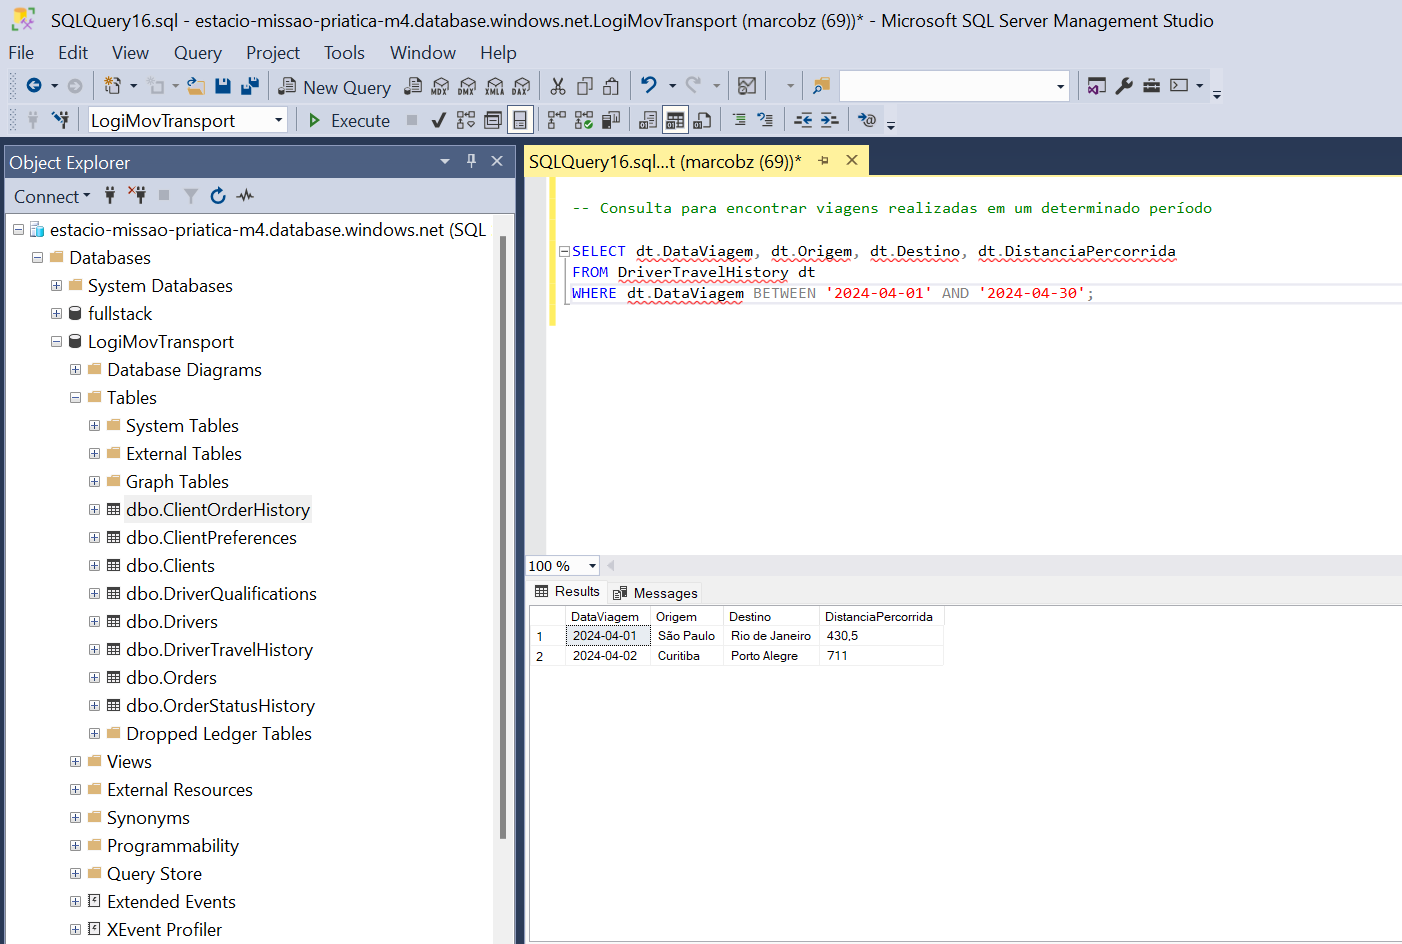 SQLQuery16.sql - estacio-missao-priatica-m4.database.windows.net.LogiMovTransport (marcobz (69))* - Microsoft SQL Server Management Studio
File Edit View Query Project Tools Window Help
New Query MDX DMX XMLA DAX
LogiMovTransport Execute
Object Explorer
Connect
estacio-missao-priatica-m4.database.windows.net (SQL
Databases
System Databases
fullstack
LogiMovTransport
Database Diagrams
Tables
System Tables
External Tables
Graph Tables
dbo.ClientOrderHistory
dbo.ClientPreferences
dbo.Clients
dbo.DriverQualifications
dbo.Drivers
dbo.DriverTravelHistory
dbo.Orders
dbo.OrderStatusHistory
Dropped Ledger Tables
Views
External Resources
Synonyms
Programmability
Query Store
Extended Events
XEvent Profiler
SQLQuery16.sql...t (marcobz (69))*
-- Consulta para encontrar viagens realizadas em um determinado período
SELECT dt.DataViagem, dt.Origem, dt.Destino, dt.DistanciaPercorrida
FROM DriverTravelHistory dt
WHERE dt.DataViagem BETWEEN '2024-04-01' AND '2024-04-30';
100 %
Results Messages
DataViagem Origem Destino DistanciaPercorrida
1 2024-04-01 São Paulo Rio de Janeiro 430,5
2 2024-04-02 Curitiba Porto Alegre 711